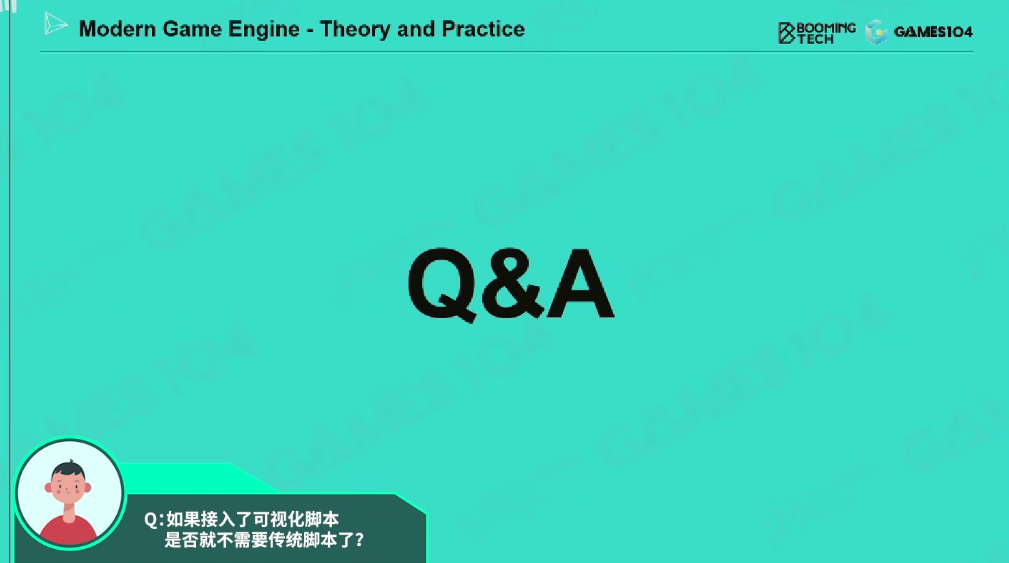 Modern Game Engine - Theory and Practice
BOOMING
TECH
GAMES104
Q&A
Q:如果接入了可视化脚本
是否就不需要传统脚本了?